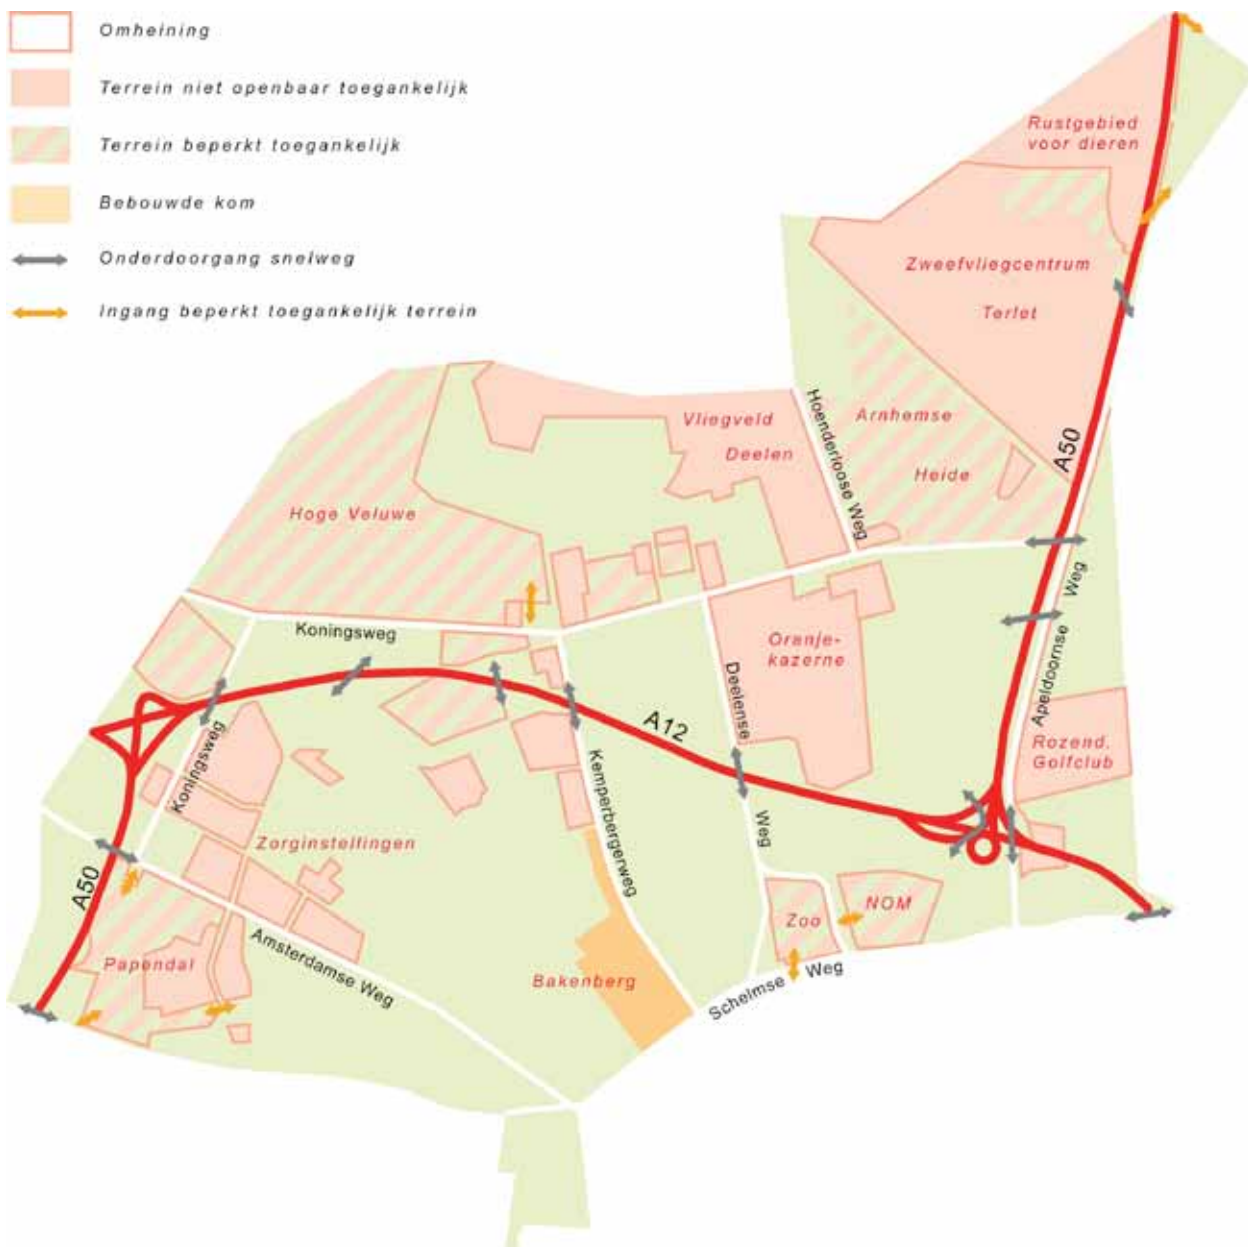 Omheining
Terrein niet openbaar toegankelijk
Terrein beperkt toegankelijk
Bebouwde kom
Onderdoorgang snelweg
Ingang beperkt toegankelijk terrein
Rustgebied
voor dieren
Zweefvliegcentrum
Terlet
Vliegveld
Deelen
Hoenderloose Weg
Arnhemse
Heide
A50
Hoge Veluwe
Koningsweg
Oranje-
kazerne
Apeldoornse Weg
Deelense Weg
A12
Rozend.
Golfclub
Koningsweg
Kemperbergerweg
Zorginstellingen
A50
Zoo
NOM
Papendal
Amsterdamse Weg
Bakenberg
Schelmse Weg